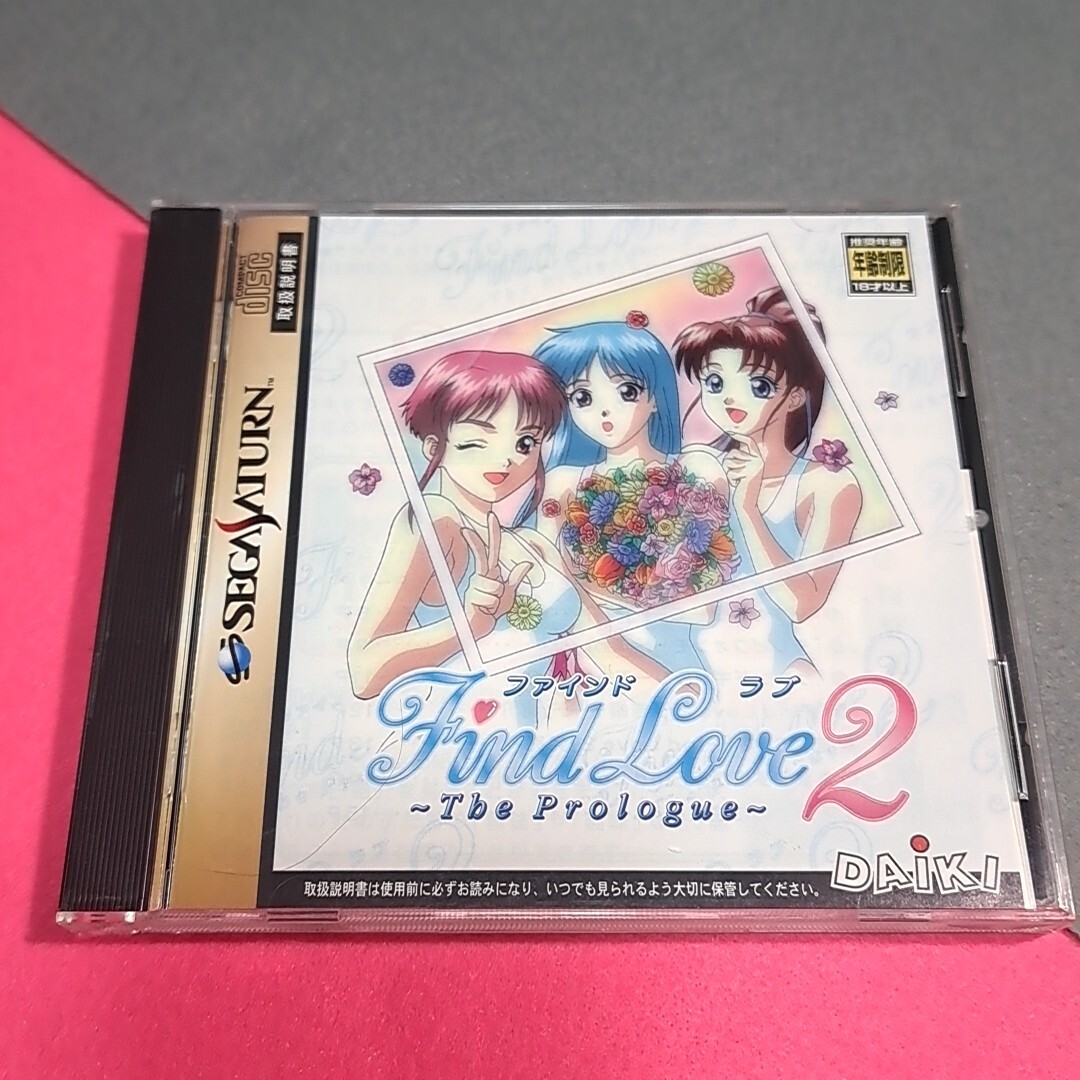 COMPACT
disc
取扱説明書
SEGA SATURN™
推奨年齢
年齢制限
18才以上
ファインド ラブ
Find Love 2
~The Prologue~
DAiKI
取扱説明書は使用前に必ずお読みになり、いつでも見られるよう大切に保管してください。